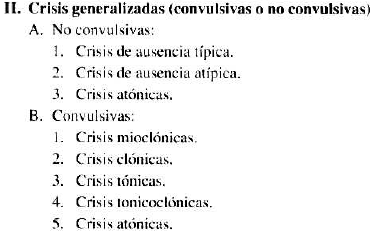 II. Crisis generalizadas (convulsivas o no convulsivas)
A. No convulsivas:
1. Crisis de ausencia típica.
2. Crisis de ausencia atípica.
3. Crisis atónicas.
B. Convulsivas:
1. Crisis mioclónicas.
2. Crisis clónicas.
3. Crisis tónicas.
4. Crisis tonicoclónicas.
5. Crisis atónicas.